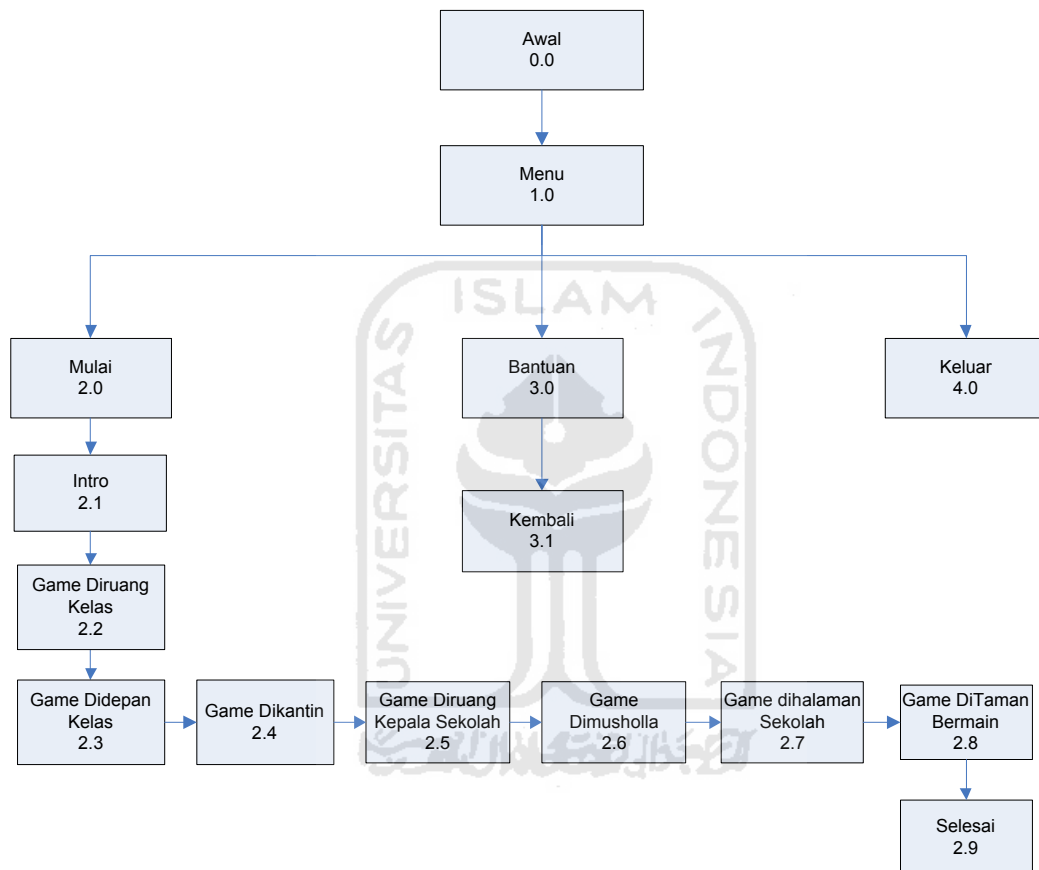 Awal
0.0
Menu
1.0
Mulai
2.0
Bantuan
3.0
Keluar
4.0
Intro
2.1
Kembali
3.1
Game Diruang
Kelas
2.2
Game Didepan
Kelas
2.3
Game Dikantin
2.4
Game Diruang
Kepala Sekolah
2.5
Game
Dimusholla
2.6
Game dihalaman
Sekolah
2.7
Game DiTaman
Bermain
2.8
Selesai
2.9
UNIVERSITAS
ISLAM
INDONESIA